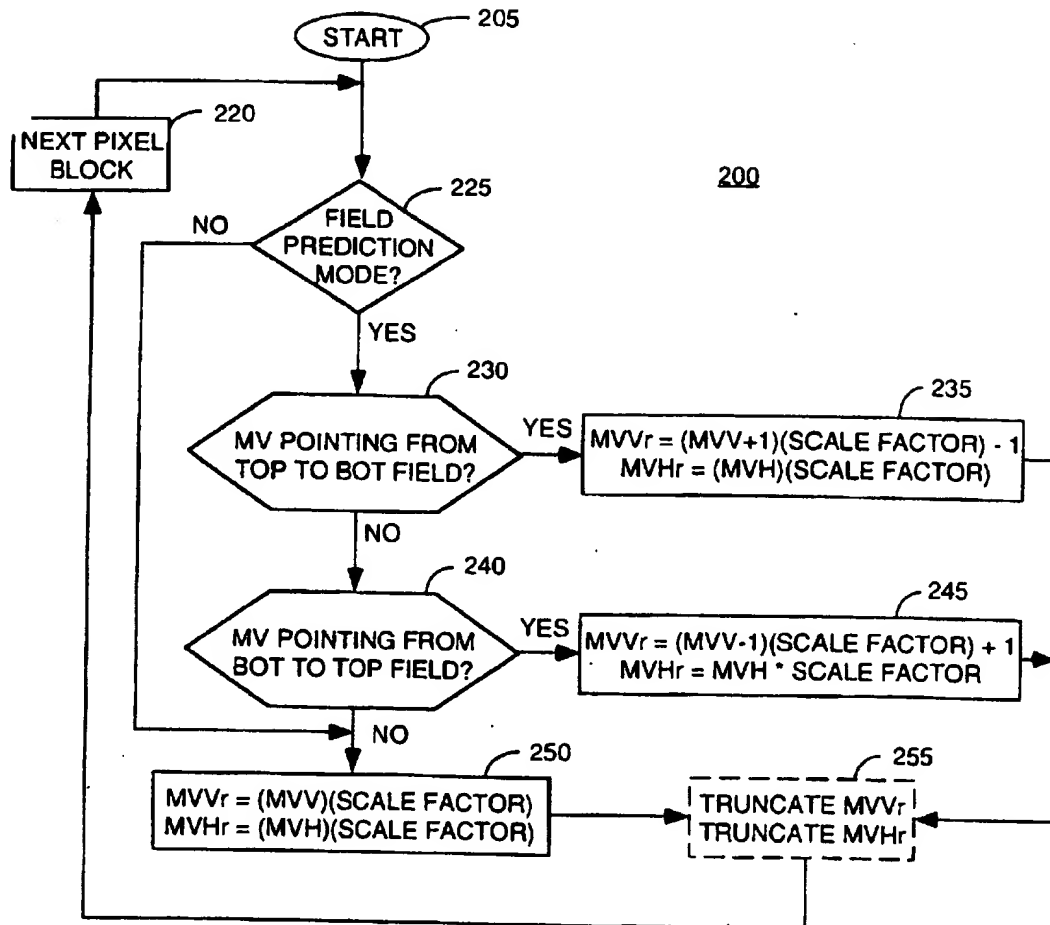 START
205
NEXT PIXEL
BLOCK
220
200
FIELD
PREDICTION
MODE?
225
NO
YES
230
MV POINTING FROM
TOP TO BOT FIELD?
YES
235
MVVr = (MVV+1)(SCALE FACTOR) - 1
MVHr = (MVH)(SCALE FACTOR)
NO
240
MV POINTING FROM
BOT TO TOP FIELD?
YES
245
MVVr = (MVV-1)(SCALE FACTOR) + 1
MVHr = MVH * SCALE FACTOR
NO
250
MVVr = (MVV)(SCALE FACTOR)
MVHr = (MVH)(SCALE FACTOR)
255
TRUNCATE MVVr
TRUNCATE MVHr